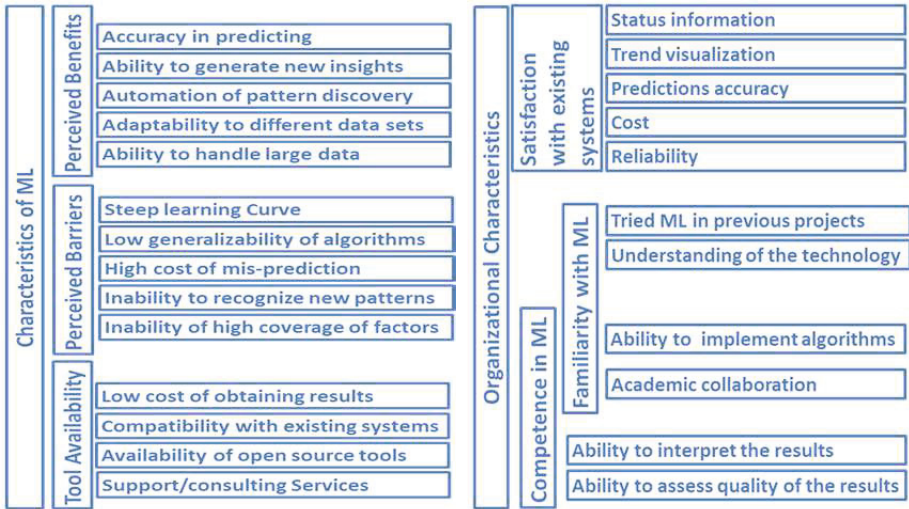 Characteristics of ML
Perceived Benefits
Accuracy in predicting
Ability to generate new insights
Automation of pattern discovery
Adaptability to different data sets
Ability to handle large data
Perceived Barriers
Steep learning Curve
Low generalizability of algorithms
High cost of mis-prediction
Inability to recognize new patterns
Inability of high coverage of factors
Tool Availability
Low cost of obtaining results
Compatibility with existing systems
Availability of open source tools
Support/consulting Services
Organizational Characteristics
Satisfaction
with existing
systems
Status information
Trend visualization
Predictions accuracy
Cost
Reliability
Familiarity with ML
Tried ML in previous projects
Understanding of the technology
Competence in ML
Ability to implement algorithms
Academic collaboration
Ability to interpret the results
Ability to assess quality of the results